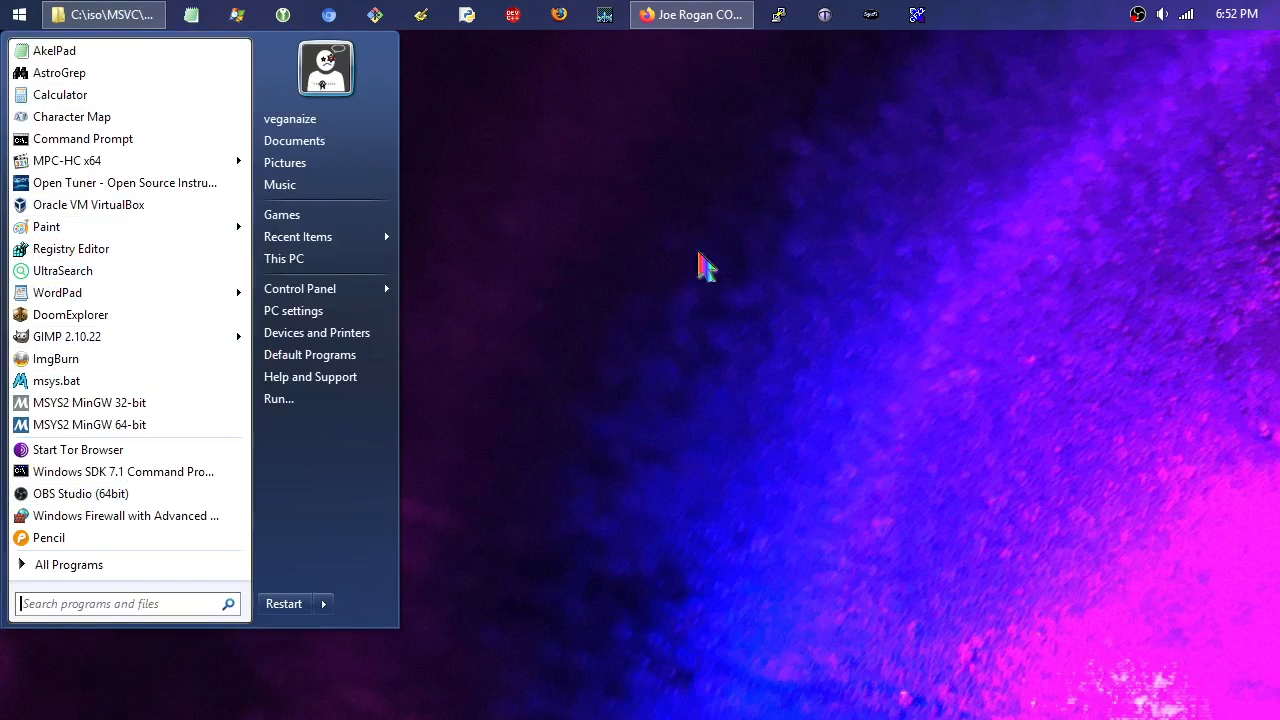 C:\iso\MSVC\...
Joe Rogan CO...
6:52 PM
AkelPad
AstroGrep
Calculator
Character Map
Command Prompt
MPC-HC x64
Open Tuner - Open Source Instru...
Oracle VM VirtualBox
Paint
Registry Editor
UltraSearch
WordPad
DoomExplorer
GIMP 2.10.22
ImgBurn
msys.bat
MSYS2 MinGW 32-bit
MSYS2 MinGW 64-bit
Start Tor Browser
Windows SDK 7.1 Command Pro...
OBS Studio (64bit)
Windows Firewall with Advanced ...
Pencil
All Programs
Search programs and files
veganaize
Documents
Pictures
Music
Games
Recent Items
This PC
Control Panel
PC settings
Devices and Printers
Default Programs
Help and Support
Run...
Restart